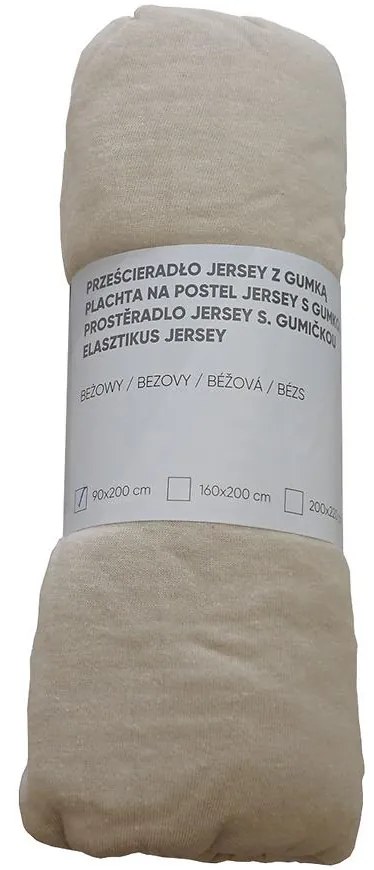 PRZEŚCIERADŁO JERSEY Z GUMKĄ
PLACHTA NA POSTEL JERSEY S GUMKO
PROSTĚRADLO JERSEY S. GUMIČKOU
ELASZTIKUS JERSEY
BEŻOWY / BEZOVY / BÉŽOVÁ / BÉZS
90x200 cm 160x200 cm